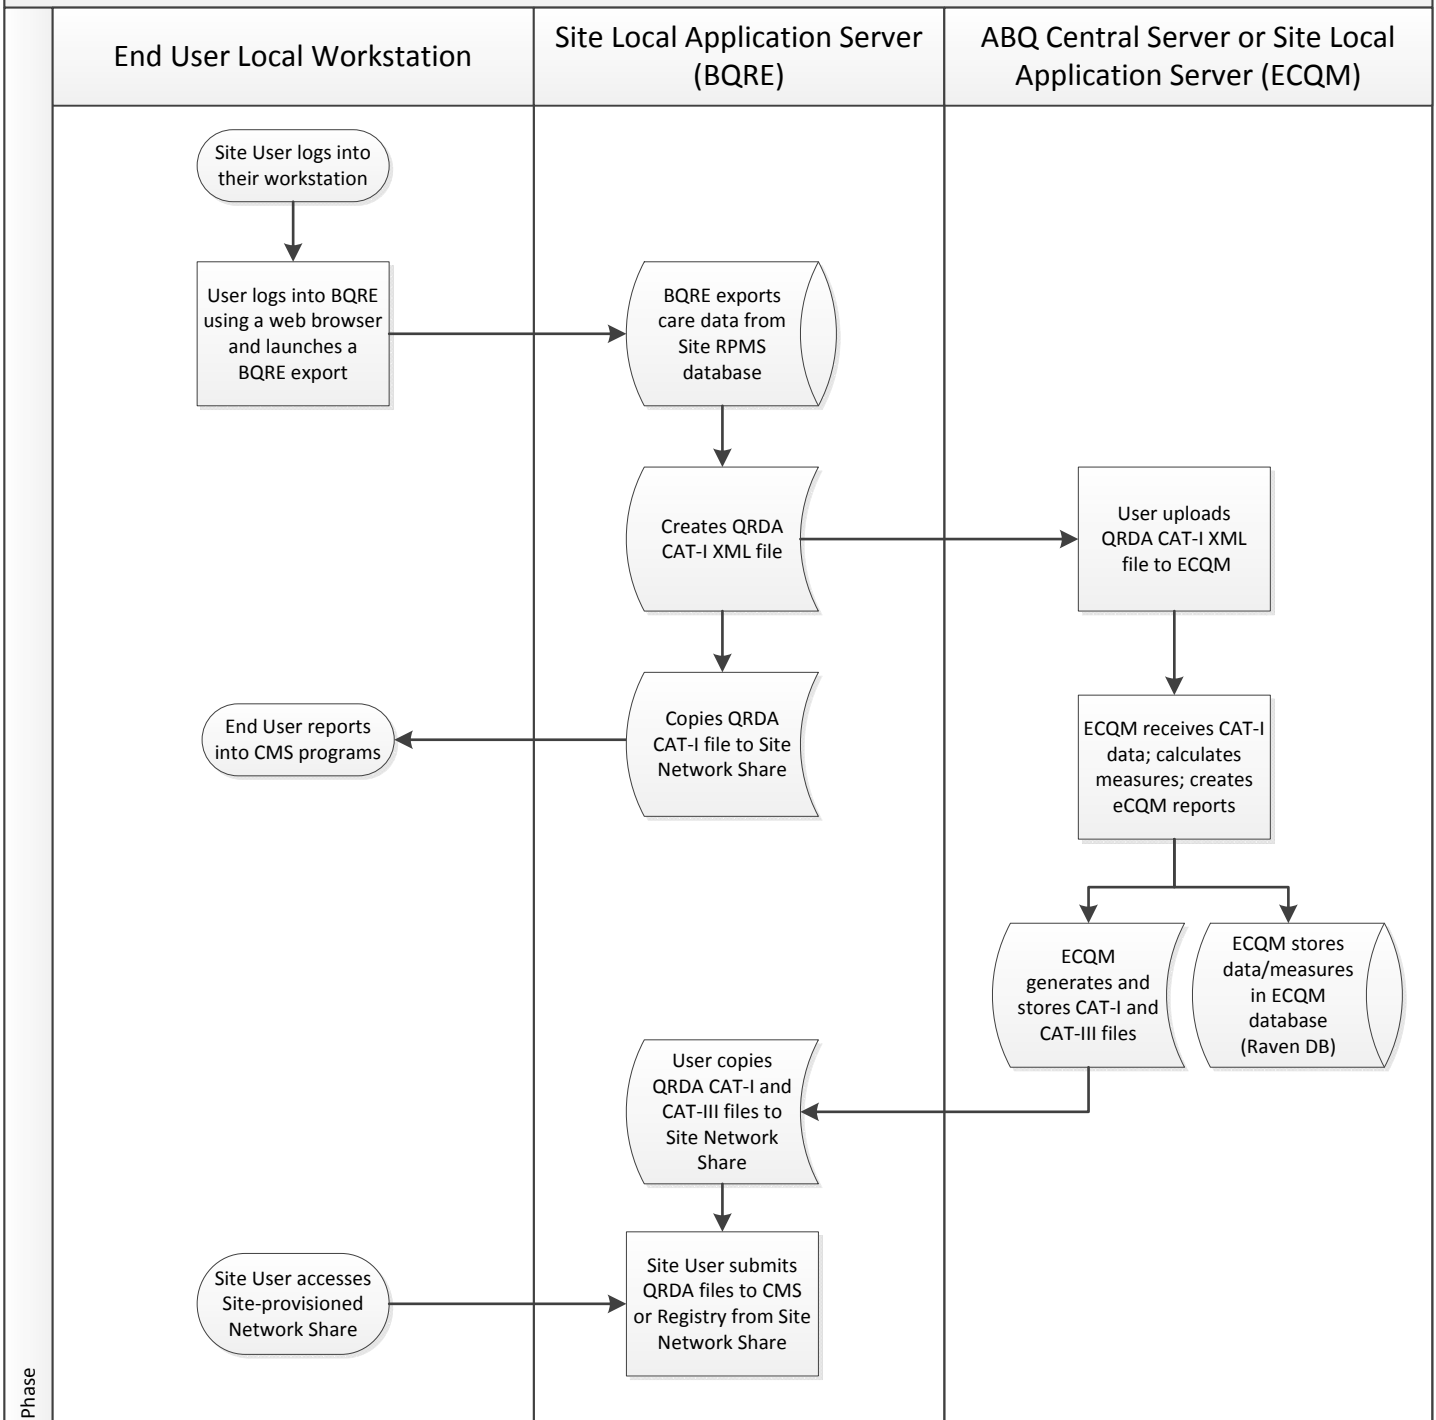 End User Local Workstation
Site Local Application Server
(BQRE)
ABQ Central Server or Site Local
Application Server (ECQM)
Site User logs into
their workstation
User logs into BQRE
using a web browser
and launches a
BQRE export
BQRE exports
care data from
Site RPMS
database
Creates QRDA
CAT-I XML file
User uploads
QRDA CAT-I XML
file to ECQM
Copies QRDA
CAT-I file to Site
Network Share
End User reports
into CMS programs
ECQM receives CAT-I
data; calculates
measures; creates
eCQM reports
ECQM
generates and
stores CAT-I and
CAT-III files
ECQM stores
data/measures
in ECQM
database
(Raven DB)
User copies
QRDA CAT-I and
CAT-III files to
Site Network
Share
Site User accesses
Site-provisioned
Network Share
Site User submits
QRDA files to CMS
or Registry from Site
Network Share
Phase